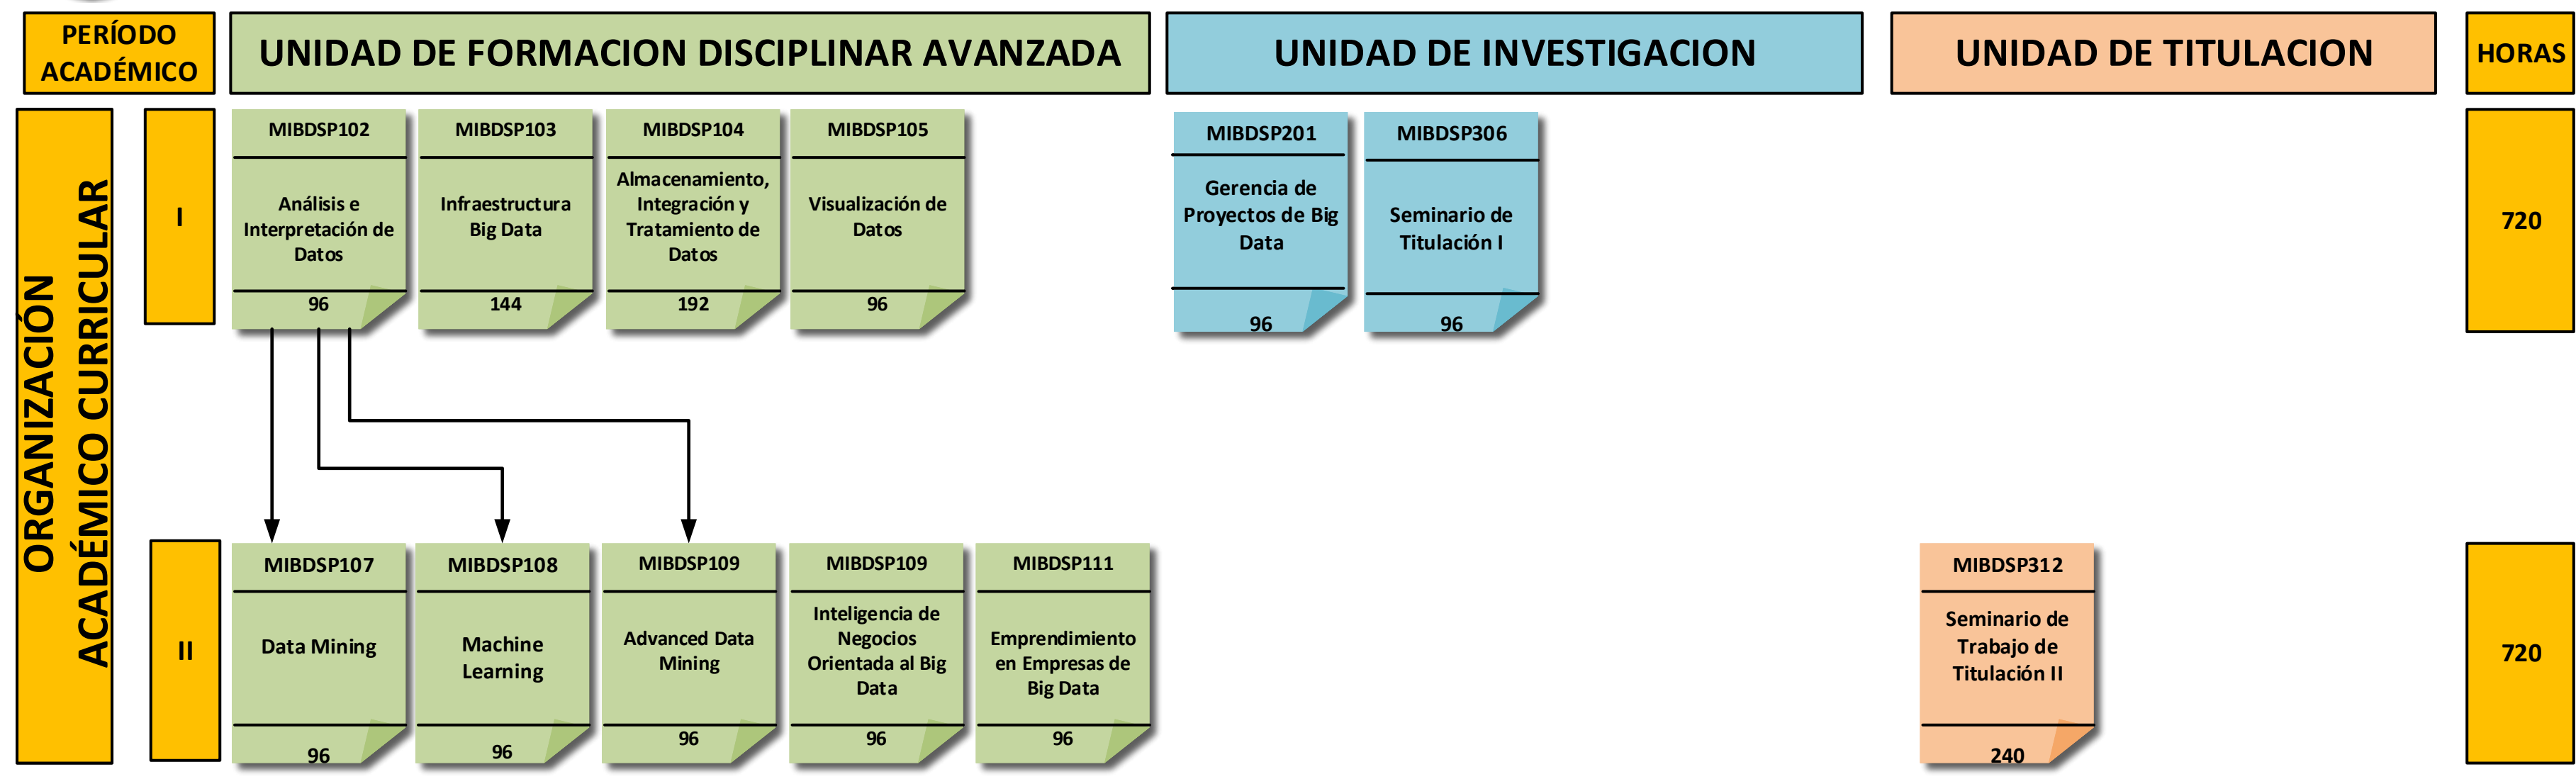 PERÍODO
ACADÉMICO
UNIDAD DE FORMACION DISCIPLINAR AVANZADA
UNIDAD DE INVESTIGACION
UNIDAD DE TITULACION
HORAS
ORGANIZACIÓN
ACADÉMICO CURRICULAR
I
MIBDSP102
Análisis e
Interpretación de
Datos
96
MIBDSP103
Infraestructura
Big Data
144
MIBDSP104
Almacenamiento,
Integración y
Tratamiento de
Datos
192
MIBDSP105
Visualización de
Datos
96
MIBDSP201
Gerencia de
Proyectos de Big
Data
96
MIBDSP306
Seminario de
Titulación I
96
720
II
MIBDSP107
Data Mining
96
MIBDSP108
Machine
Learning
96
MIBDSP109
Advanced Data
Mining
96
MIBDSP109
Inteligencia de
Negocios
Orientada al Big
Data
96
MIBDSP111
Emprendimiento
en Empresas de
Big Data
96
MIBDSP312
Seminario de
Trabajo de
Titulación II
240
720